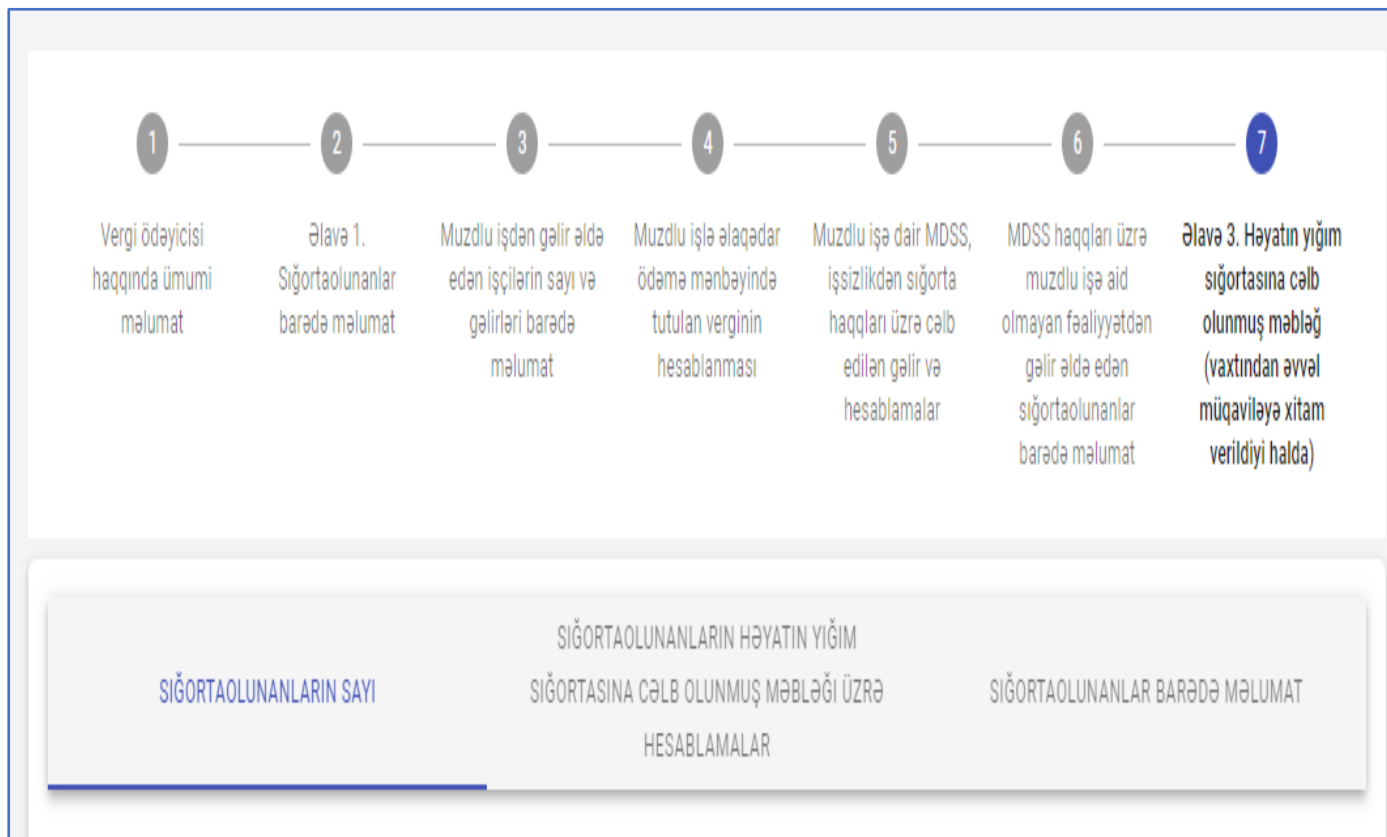 1
2
3
4
5
6
7
Vergi ödəyicisi
haqqında ümumi
məlumat
Əlavə 1.
Sığortaolunanlar
barədə məlumat
Muzdlu işdən gəlir əldə
edən işçilərin sayı və
gəlirləri barədə
məlumat
Muzdlu işlə əlaqədar
ödəmə mənbəyində
tutulan verginin
hesablanması
Muzdlu işə dair MDSS,
işsizlikdən sığorta
haqqları üzrə cəlb
edilən gəlir və
hesablamalar
MDSS haqqları üzrə
muzdlu işə aid
olmayan fəaliyyətdən
gəlir əldə edən
sığortaolunanlar
barədə məlumat
Əlavə 3. Həyatın yığım
sığortasına cəlb
olunmuş məbləğ
(vaxtından əvvəl
müqaviləyə xitam
verildiyi halda)
SIĞORTAOLUNANLARIN SAYI
SIĞORTAOLUNANLARIN HƏYATIN YIĞIM
SIĞORTASINA CƏLB OLUNMUŞ MƏBLƏĞİ ÜZRƏ
HESABLAMALAR
SIĞORTAOLUNANLAR BARƏDƏ MƏLUMAT